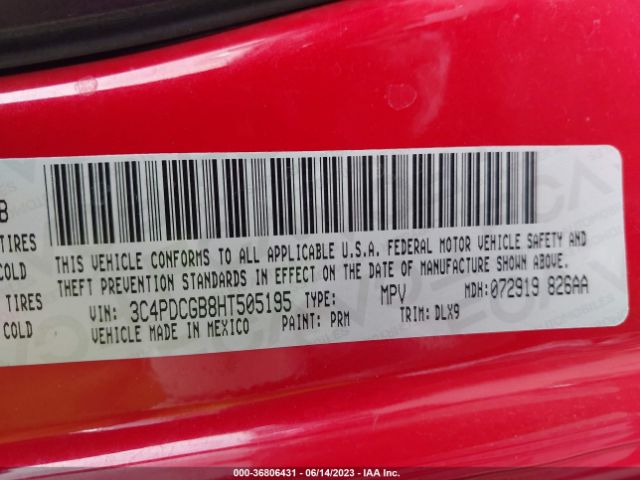 B
TIRES
COLD
TIRES
COLD
THIS VEHICLE CONFORMS TO ALL APPLICABLE U.S.A. FEDERAL MOTOR VEHICLE SAFETY AND
THEFT PREVENTION STANDARDS IN EFFECT ON THE DATE OF MANUFACTURE SHOWN ABOVE.
VIN: 3C4PDCGB8HT505195 TYPE: MPV MDH:072919 826AA
VEHICLE MADE IN MEXICO PAINT: PRM TRIM: DLX9
000-36806431 - 06/14/2023 - IAA Inc.